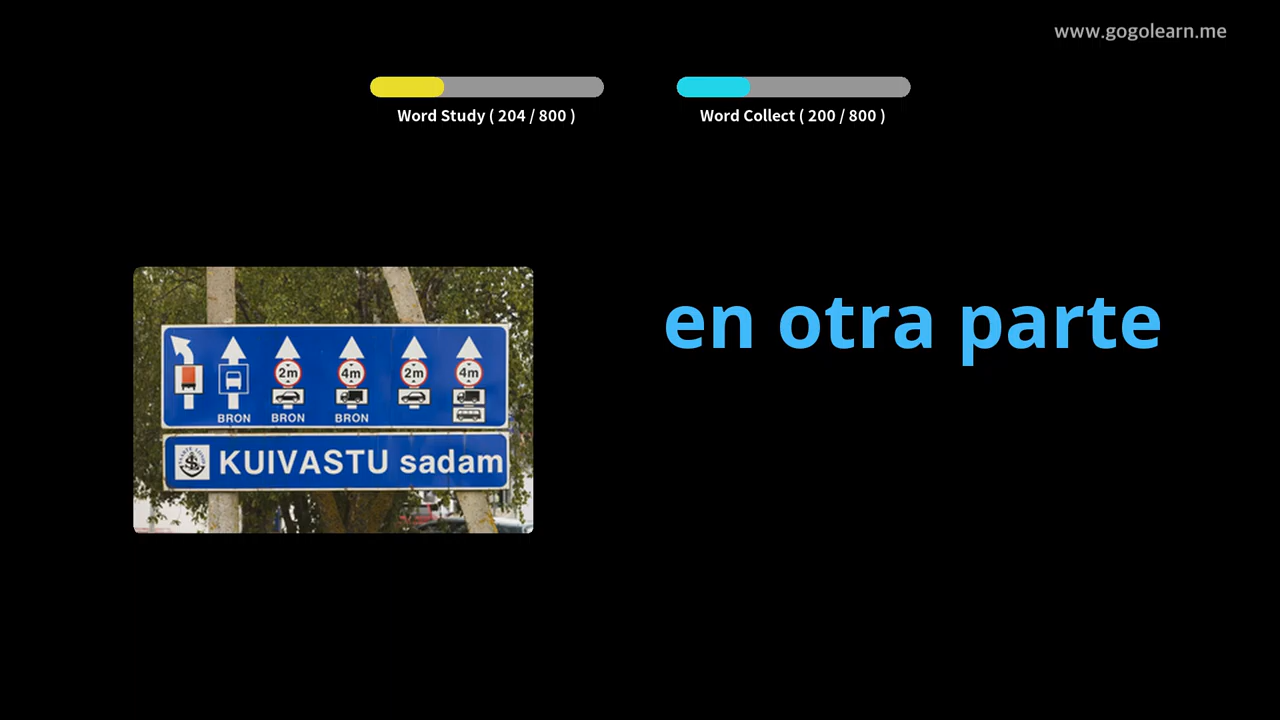 www.gogolearn.me
Word Study ( 204 / 800 )
Word Collect ( 200 / 800 )
en otra parte
2m 4m 2m 4m
BRON BRON BRON
KUIVASTU sadam